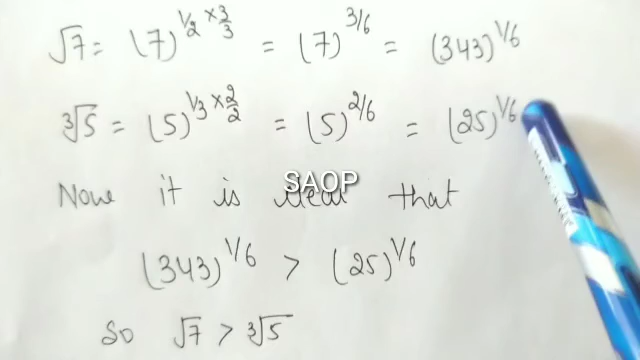 √7 = (7)^1/2 × 3/3 = (7)^3/6 = (343)^1/6
∛5 = (5)^1/3 × 2/2 = (5)^2/6 = (25)^1/6
Now it is clear that
SAOP
(343)^1/6 > (25)^1/6
So √7 > ∛5